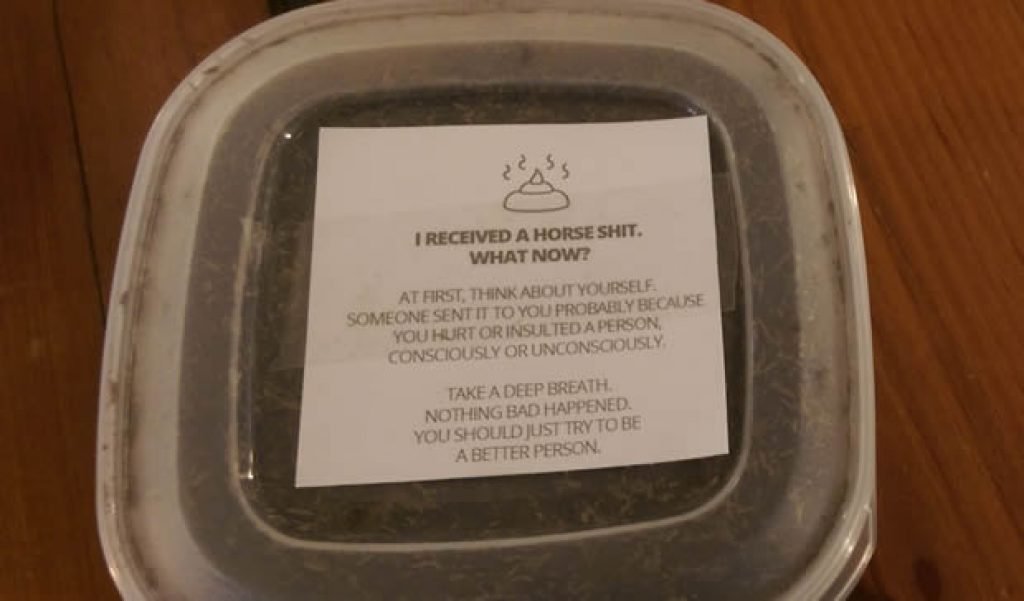 I RECEIVED A HORSE SHIT.
WHAT NOW?
AT FIRST, THINK ABOUT YOURSELF.
SOMEONE SENT IT TO YOU PROBABLY BECAUSE
YOU HURT OR INSULTED A PERSON,
CONSCIOUSLY OR UNCONSCIOUSLY.
TAKE A DEEP BREATH.
NOTHING BAD HAPPENED.
YOU SHOULD JUST TRY TO BE
A BETTER PERSON.